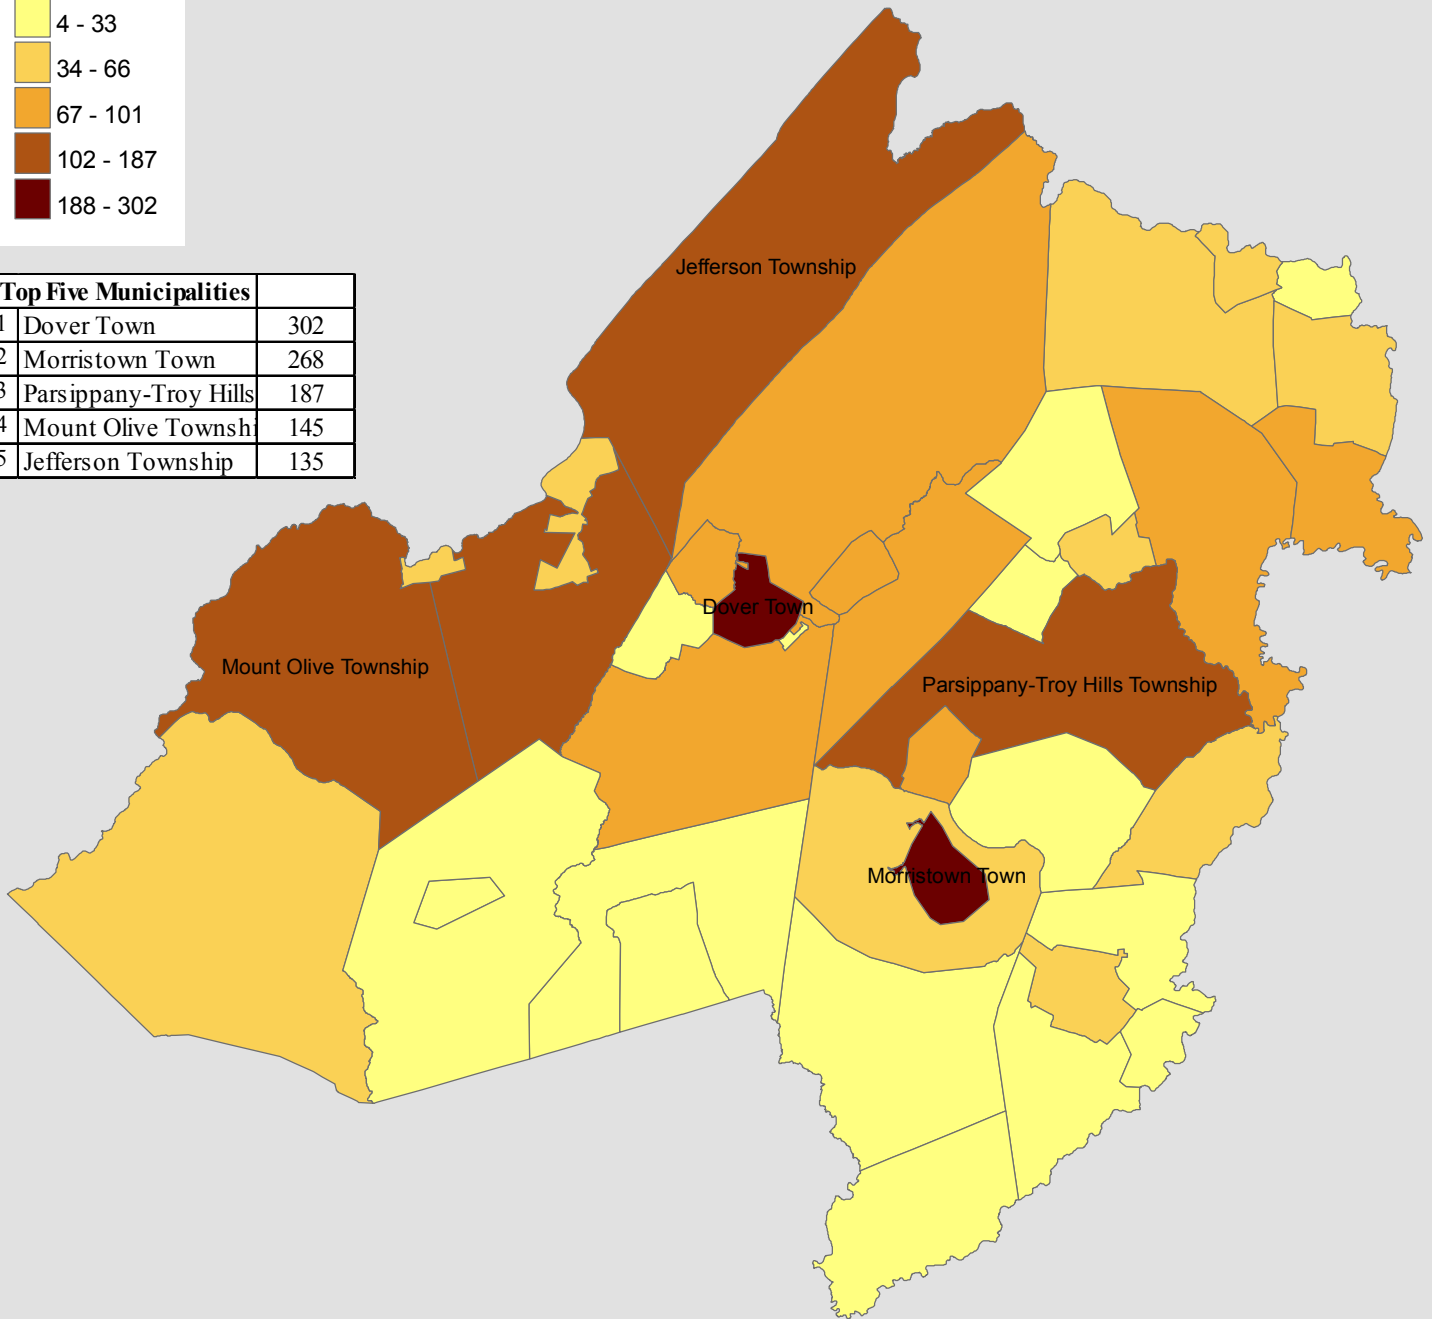 4 - 33
34 - 66
67 - 101
102 - 187
188 - 302
Top Five Municipalities
1 Dover Town 302
2 Morristown Town 268
3 Parsippany-Troy Hills 187
4 Mount Olive Townshi 145
5 Jefferson Township 135
Jefferson Township
Dover Town
Mount Olive Township
Parsippany-Troy Hills Township
Morristown Town